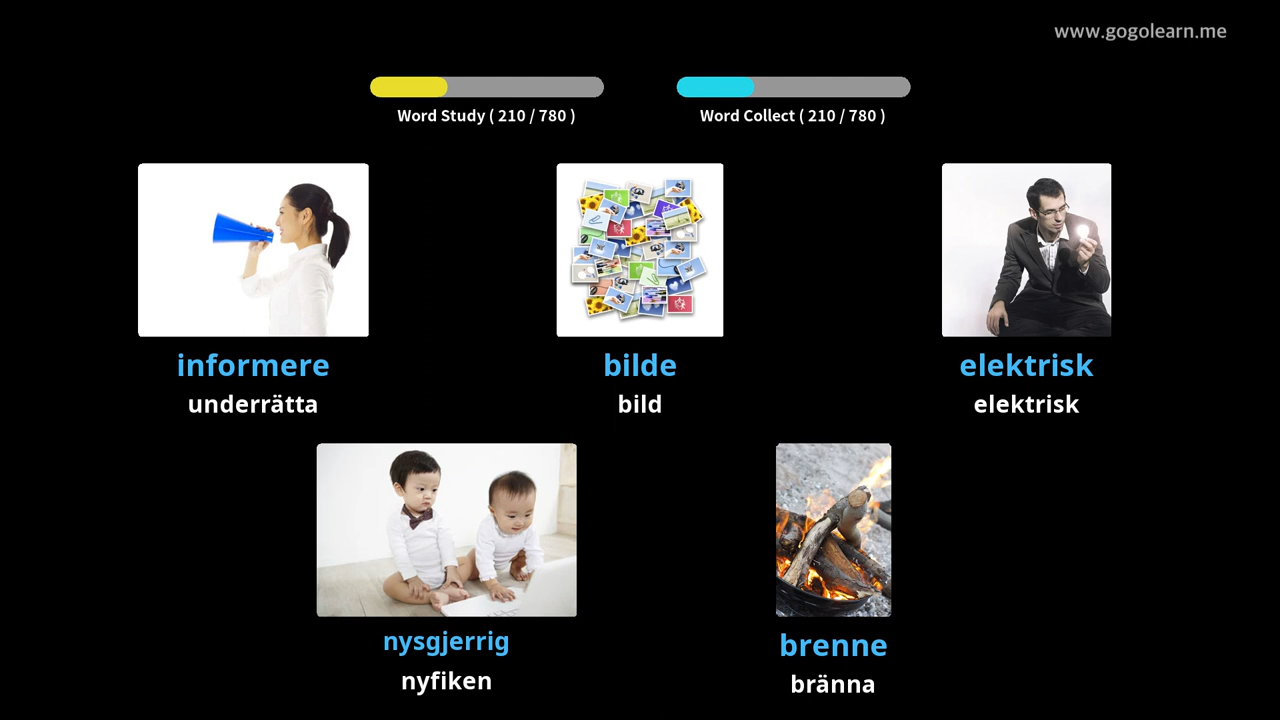 www.gogolearn.me
Word Study ( 210 / 780 )
Word Collect ( 210 / 780 )
informere
underrätta
bilde
bild
elektrisk
elektrisk
nysgjerrig
nyfiken
brenne
bränna